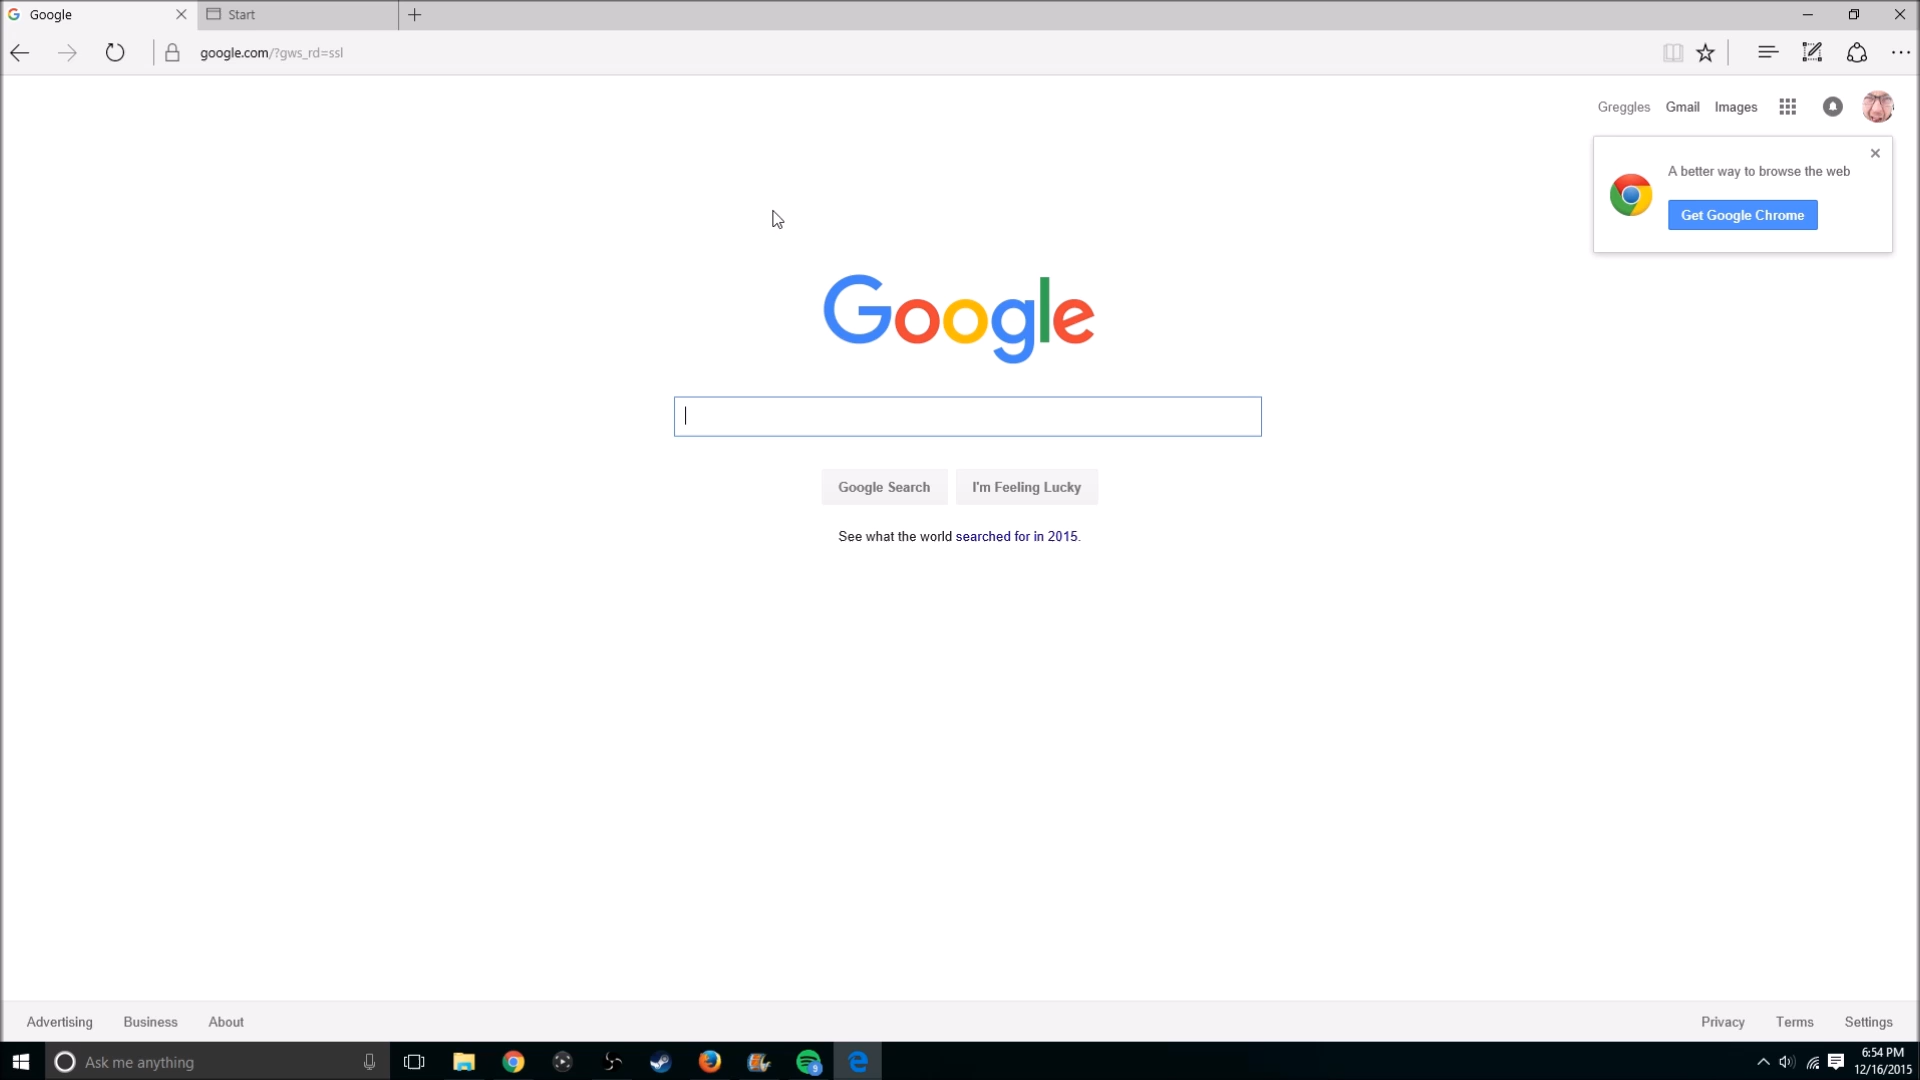 Google
Start
google.com/?gws_rd=ssl
Greggles
Gmail
Images
A better way to browse the web
Get Google Chrome
Google
Google Search
I'm Feeling Lucky
See what the world searched for in 2015.
Advertising
Business
About
Privacy
Terms
Settings
Ask me anything
9
6:54 PM
12/16/2015